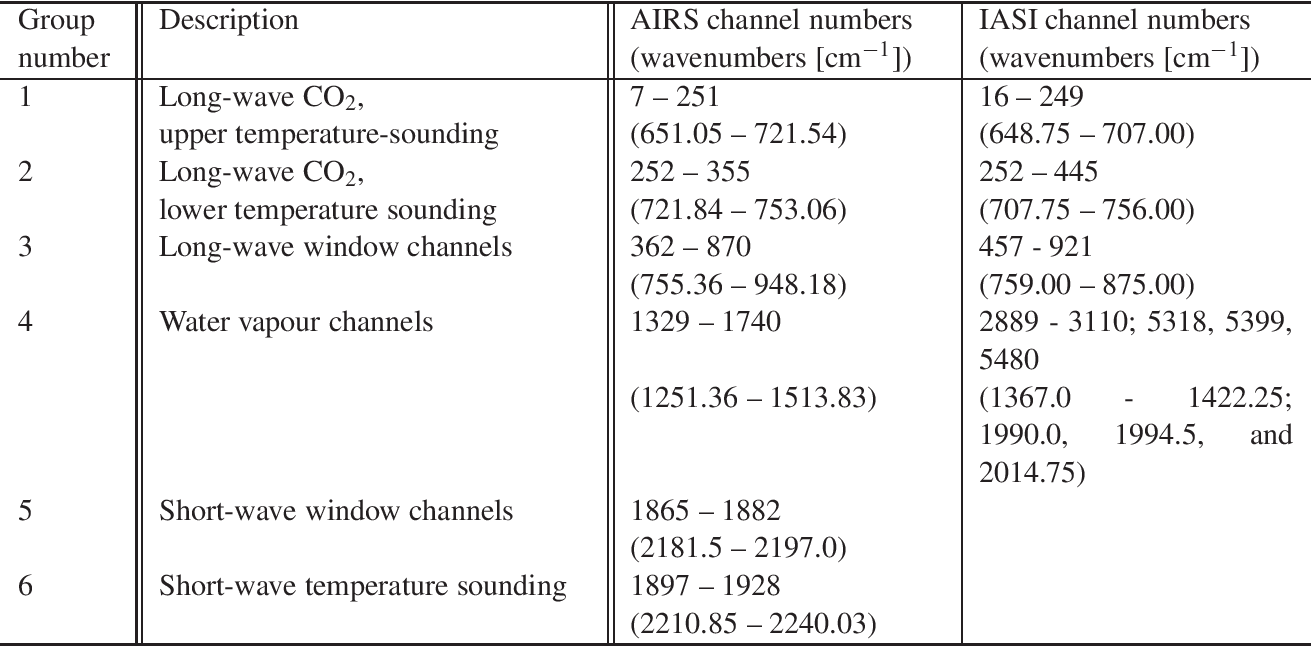 Group Description AIRS channel numbers IASI channel numbers
number (wavenumbers [cm⁻¹]) (wavenumbers [cm⁻¹])
1 Long-wave CO₂, 7 – 251 16 – 249
upper temperature-sounding (651.05 – 721.54) (648.75 – 707.00)
2 Long-wave CO₂, 252 – 355 252 – 445
lower temperature sounding (721.84 – 753.06) (707.75 – 756.00)
3 Long-wave window channels 362 – 870 457 - 921
(755.36 – 948.18) (759.00 – 875.00)
4 Water vapour channels 1329 – 1740 2889 - 3110; 5318, 5399,
5480
(1251.36 – 1513.83) (1367.0 - 1422.25;
1990.0, 1994.5, and
2014.75)
5 Short-wave window channels 1865 – 1882
(2181.5 – 2197.0)
6 Short-wave temperature sounding 1897 – 1928
(2210.85 – 2240.03)